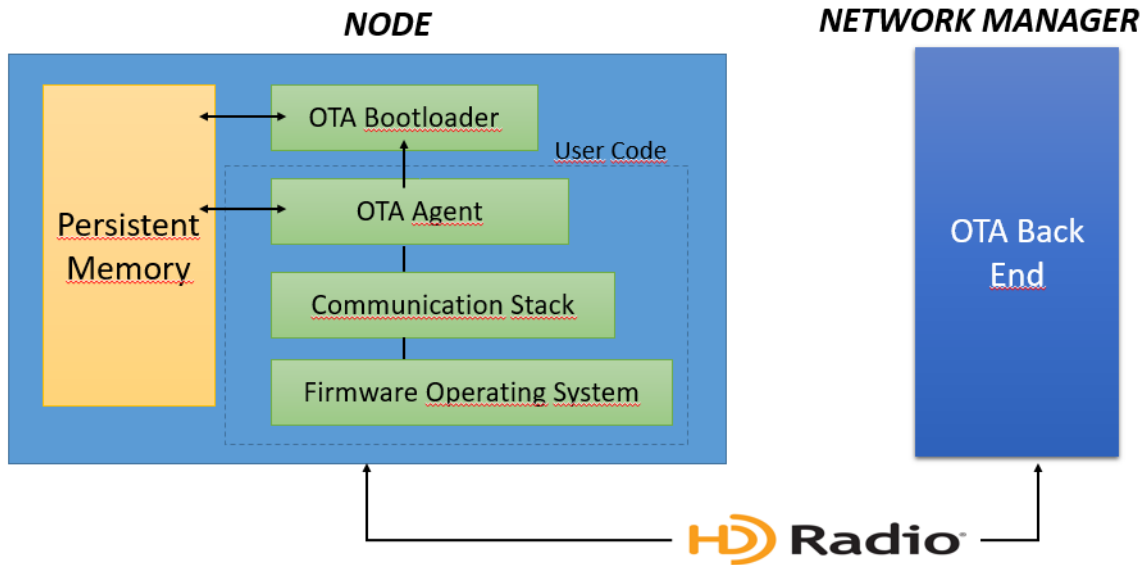 NODE
NETWORK MANAGER
OTA Bootloader
User Code
OTA Agent
Persistent
Memory
Communication Stack
Firmware Operating System
OTA Back
End
HD Radio®